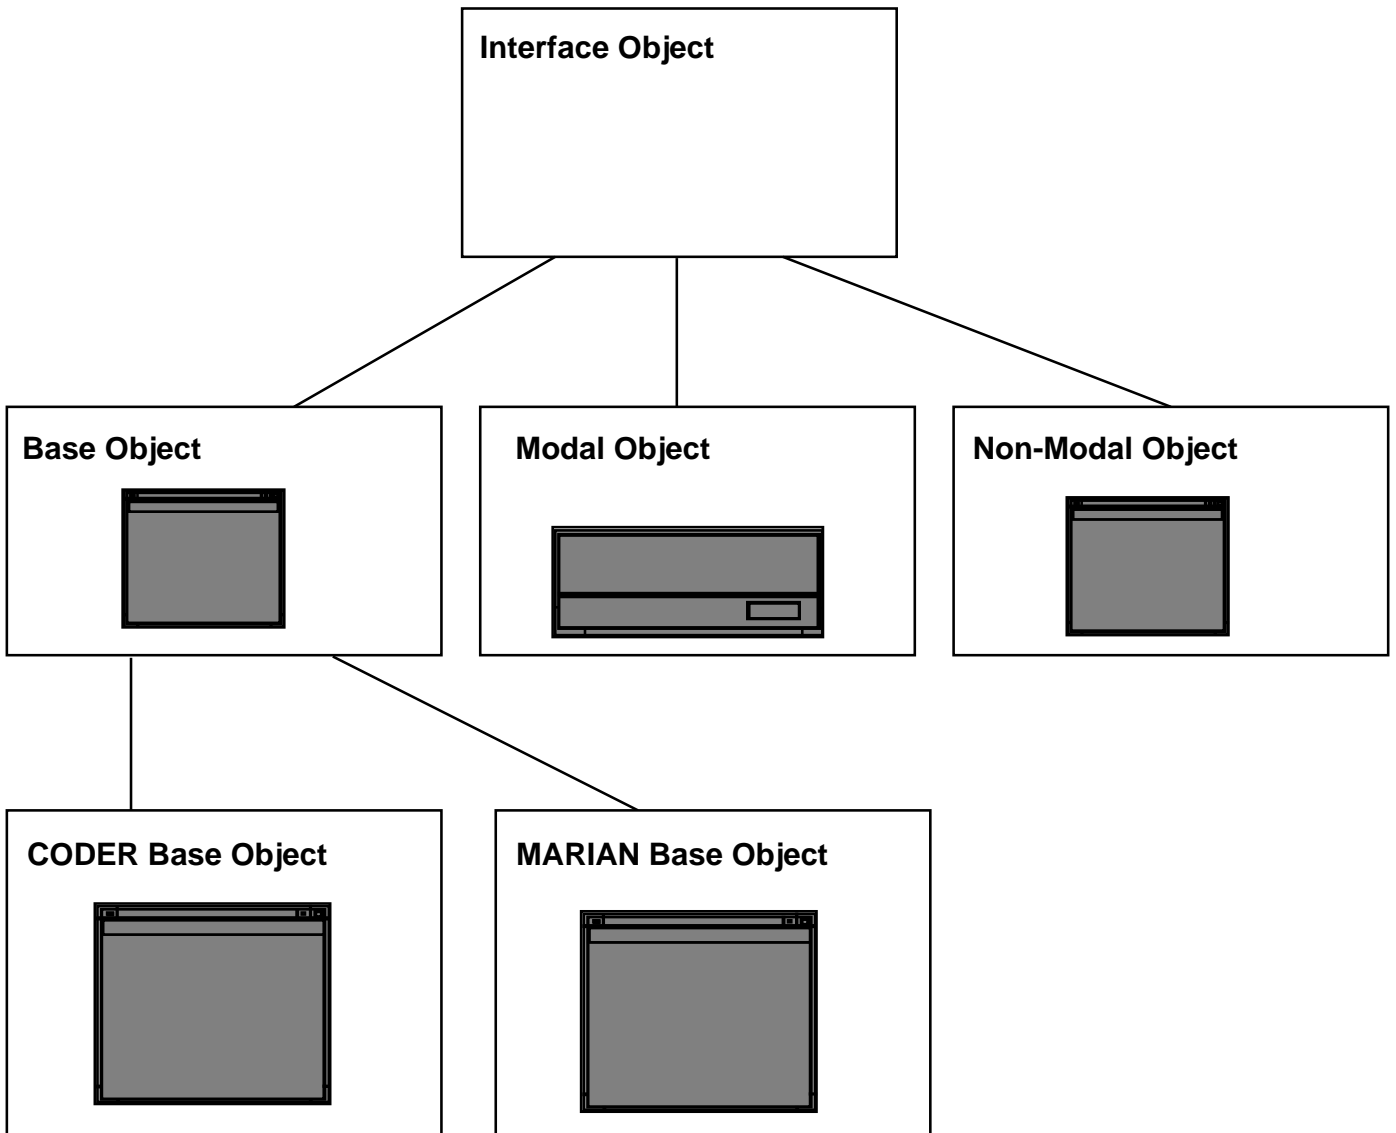 Interface Object
Base Object
Modal Object
Non-Modal Object
CODER Base Object
MARIAN Base Object